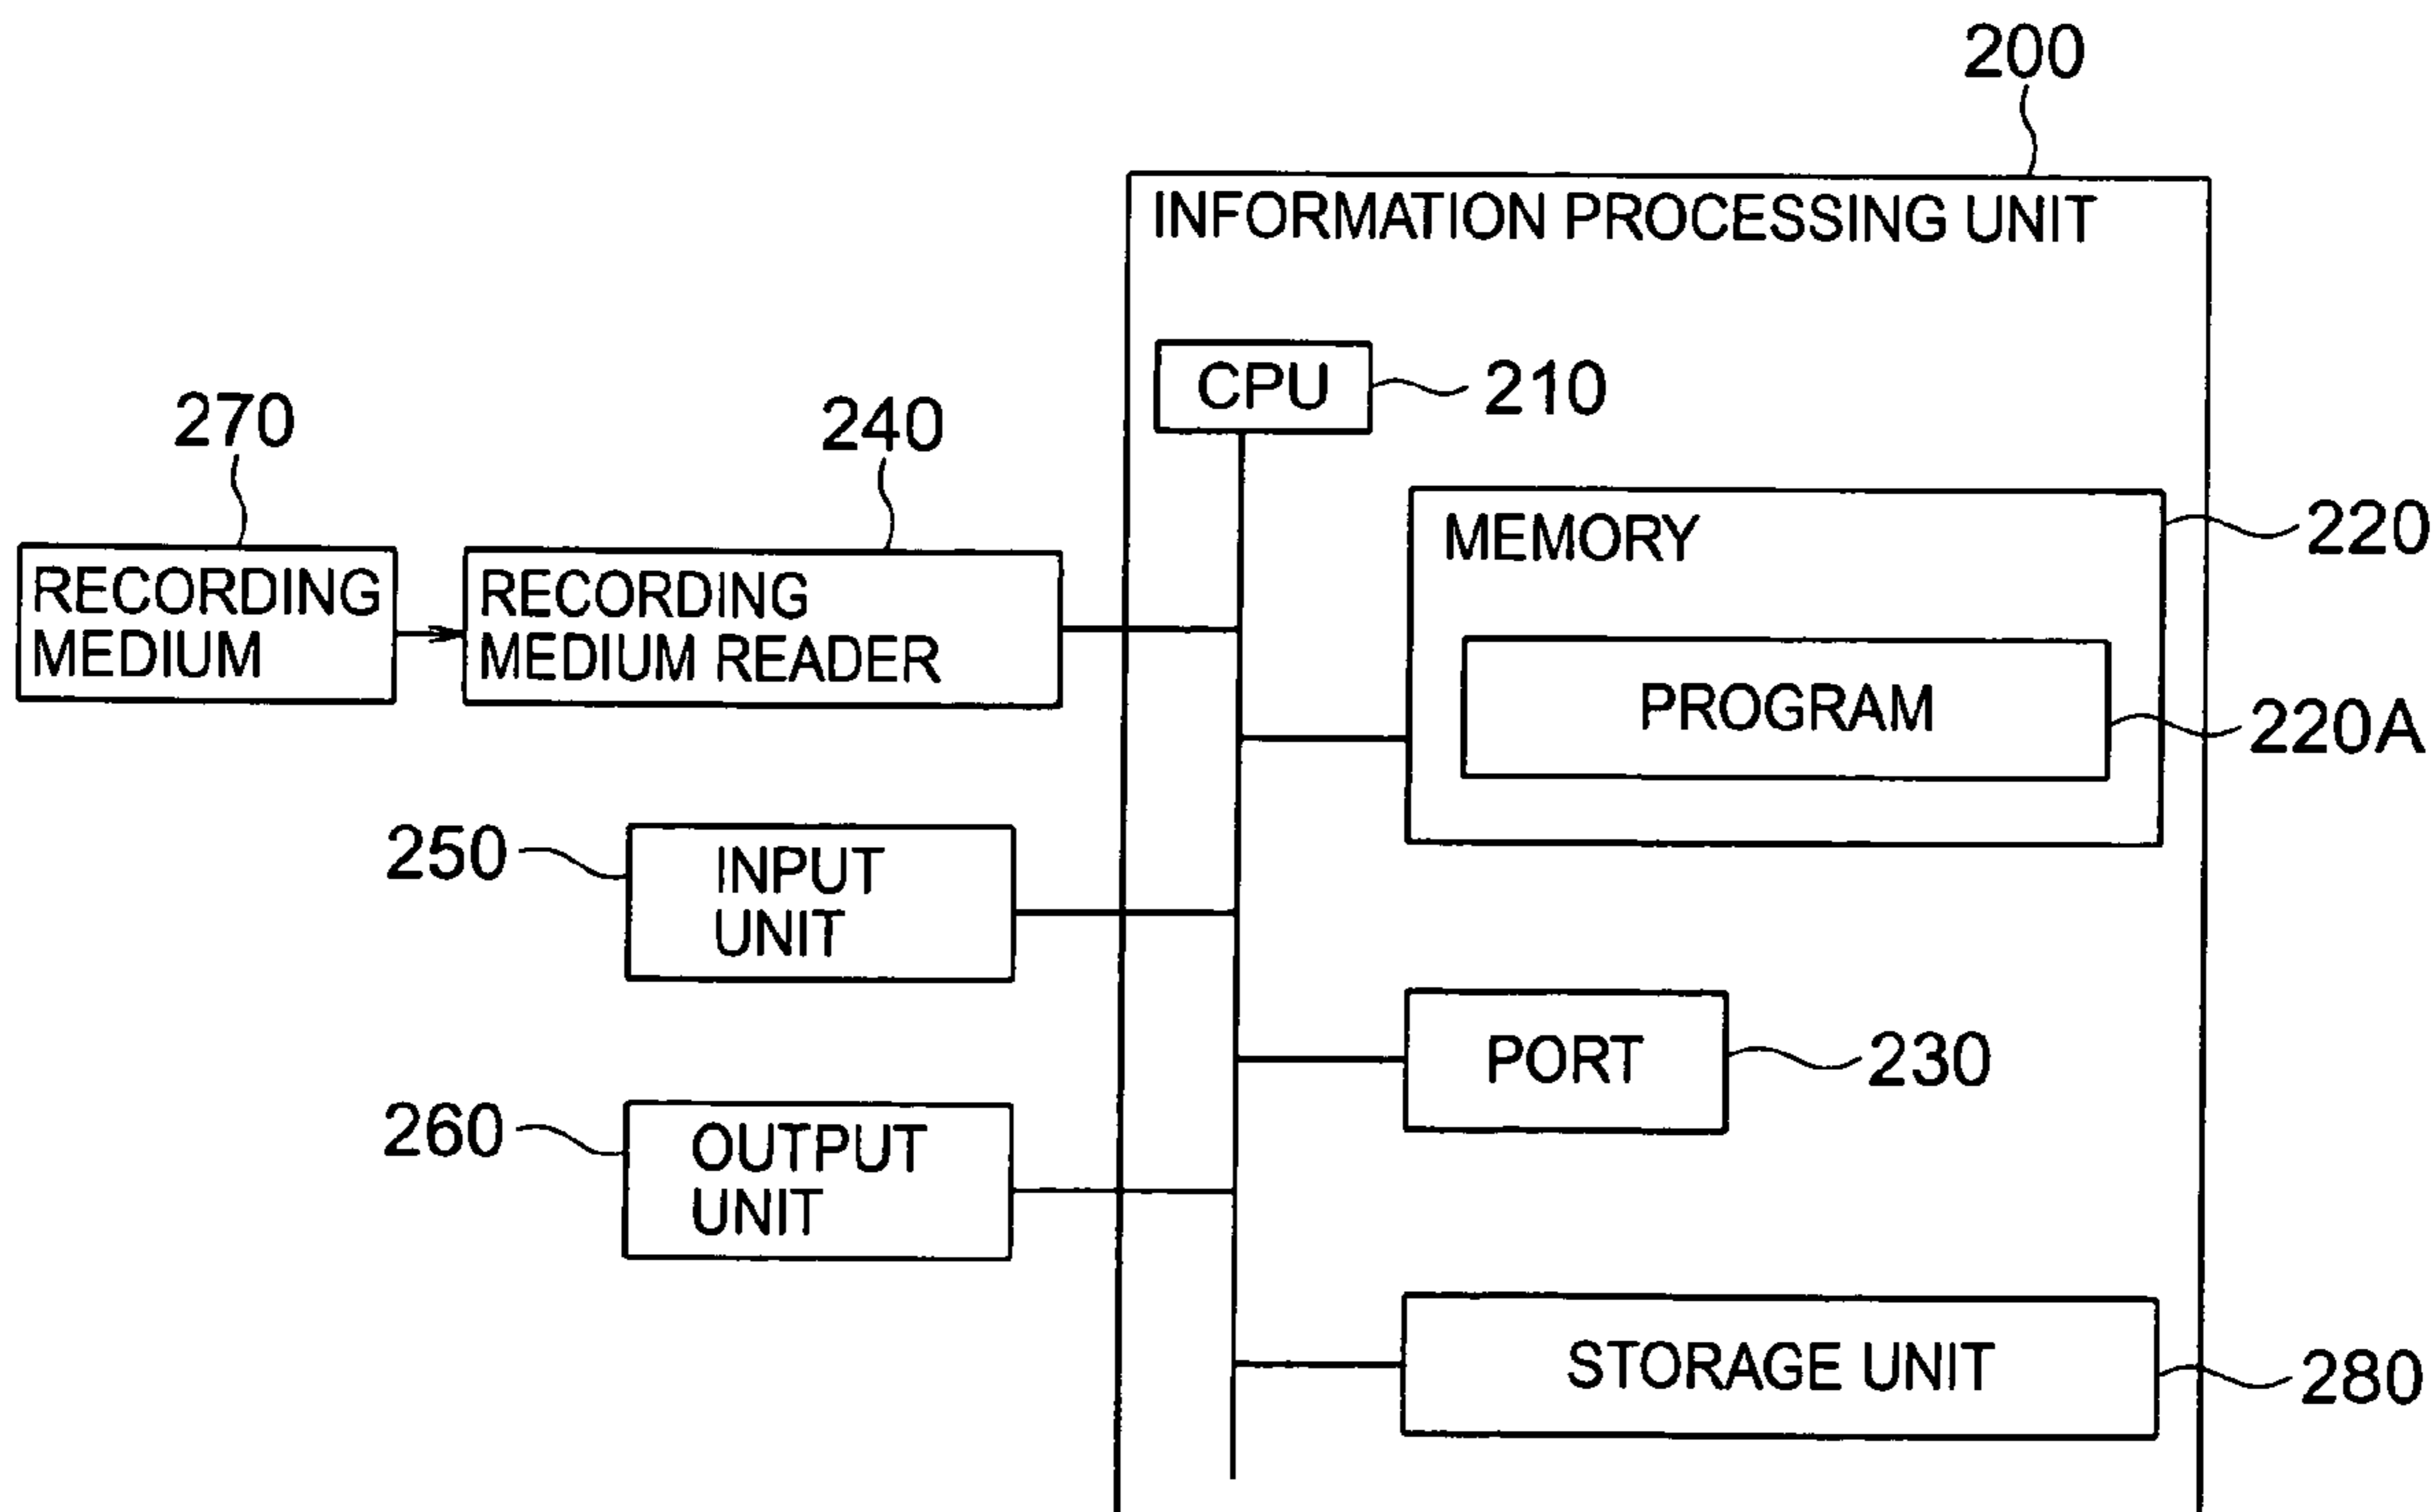 200
INFORMATION PROCESSING UNIT
CPU
210
270
240
MEMORY
220
RECORDING
MEDIUM
RECORDING
MEDIUM READER
PROGRAM
220A
250
INPUT
UNIT
PORT
230
260
OUTPUT
UNIT
STORAGE UNIT
280